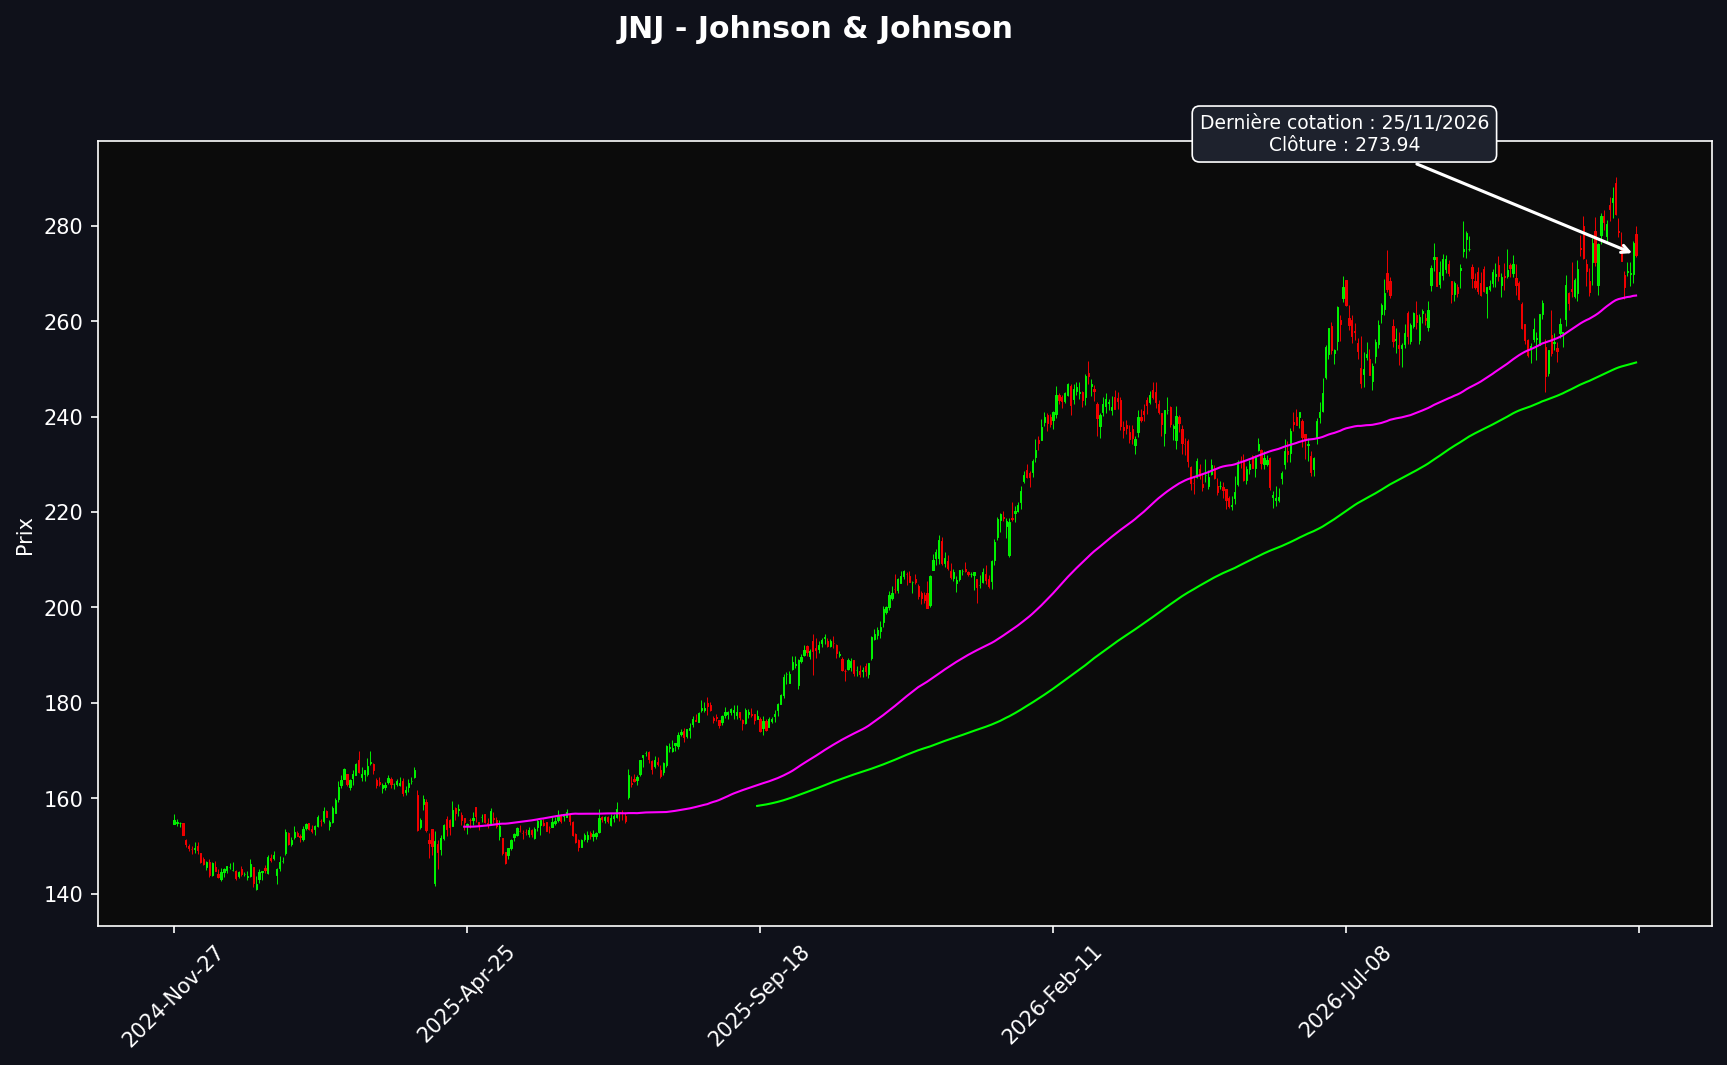 JNJ - Johnson & Johnson
Dernière cotation : 25/11/2026
Clôture : 273.94
Prix
280
260
240
220
200
180
160
140
2024-Nov-27
2025-Apr-25
2025-Sep-18
2026-Feb-11
2026-Jul-08